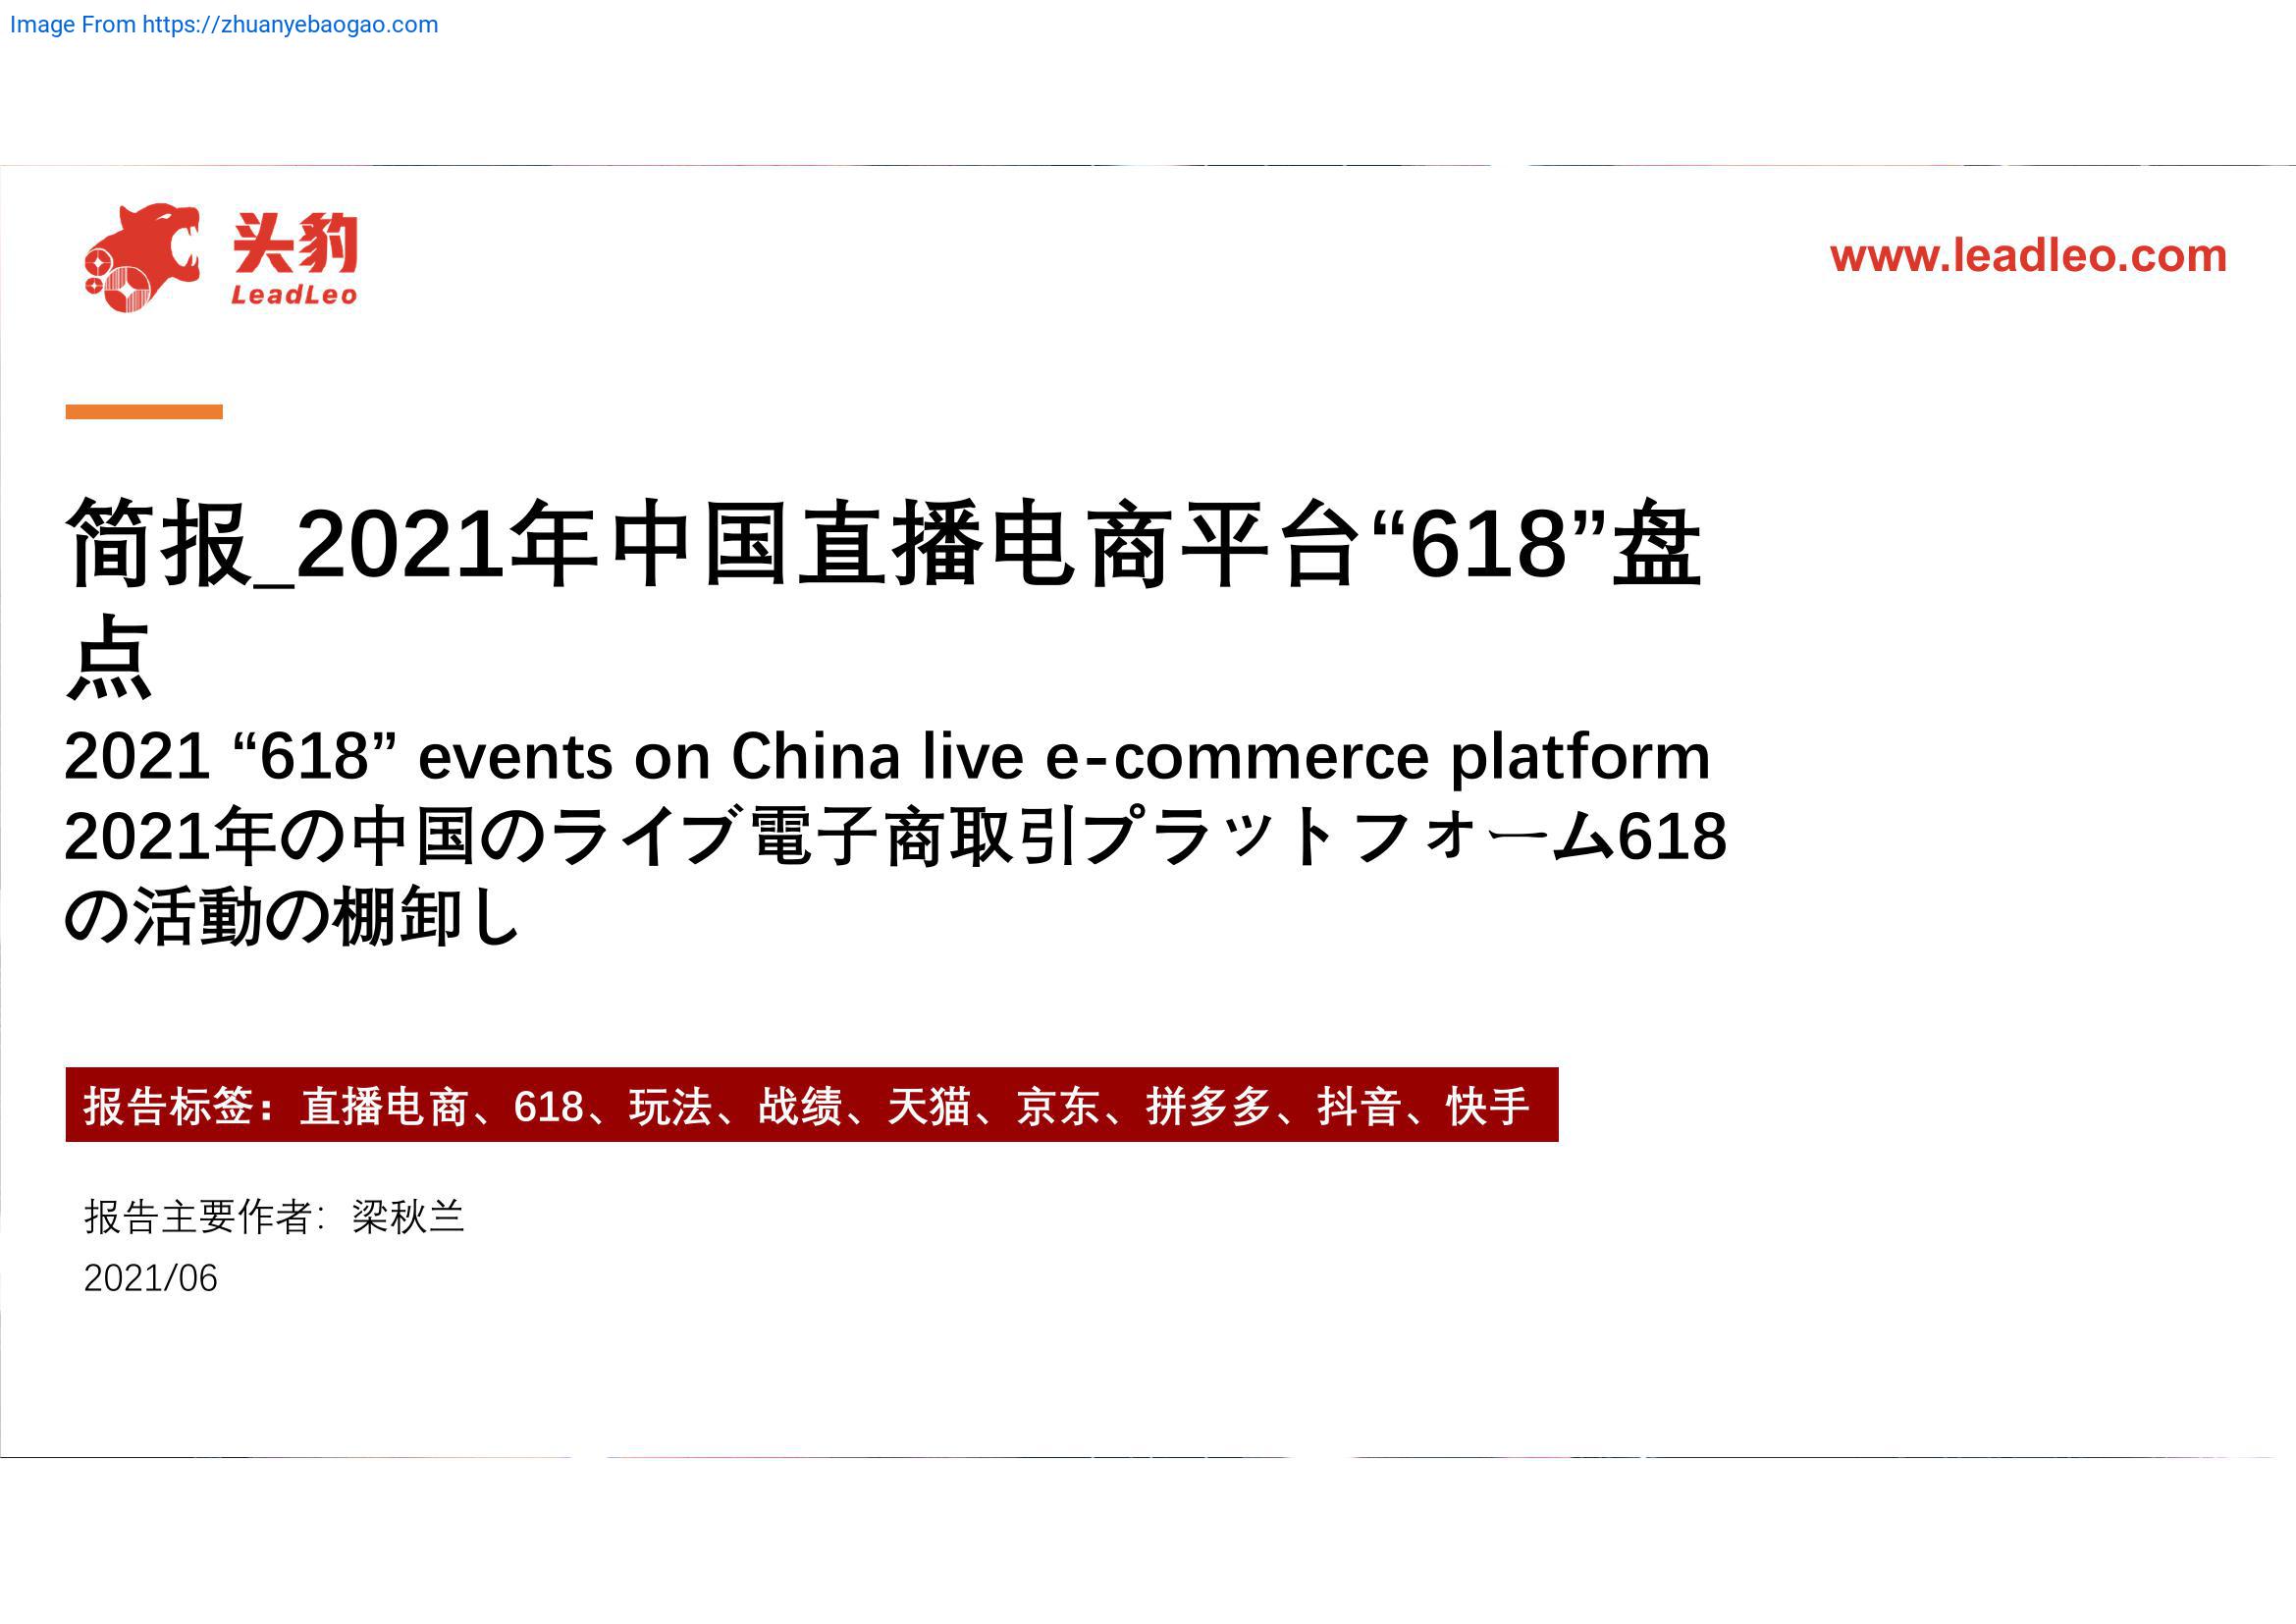 Image From https://zhuanyebaogao.com
头豹
LeadLeo
www.leadleo.com
简报_2021年中国直播电商平台“618”盘
点
2021 “618” events on China live e-commerce platform
2021年の中国のライブ電子商取引プラットフォーム618
の活動の棚卸し
报告标签：直播电商、618、玩法、战绩、天猫、京东、拼多多、抖音、快手
报告主要作者：梁秋兰
2021/06